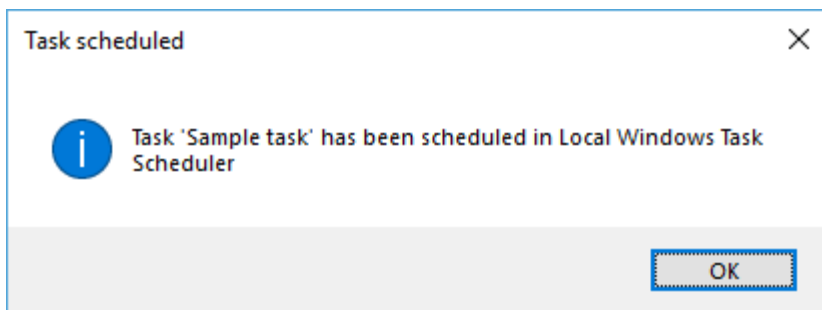 Task scheduled
Task 'Sample task' has been scheduled in Local Windows Task
Scheduler
OK